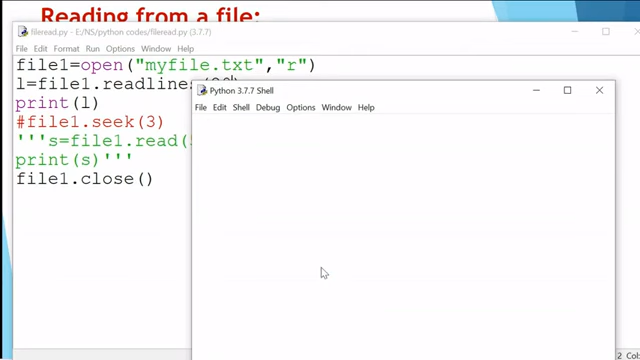 Reading from a file:
fileread.py - E:/NS/python codes/fileread.py (3.7.7)
File Edit Format Run Options Window Help
file1=open("myfile.txt","r")
l=file1.readlines(
print(l)
#file1.seek(3)
'''s=file1.read(
print(s)'''
file1.close()
Python 3.7.7 Shell
File Edit Shell Debug Options Window Help
2 Col: